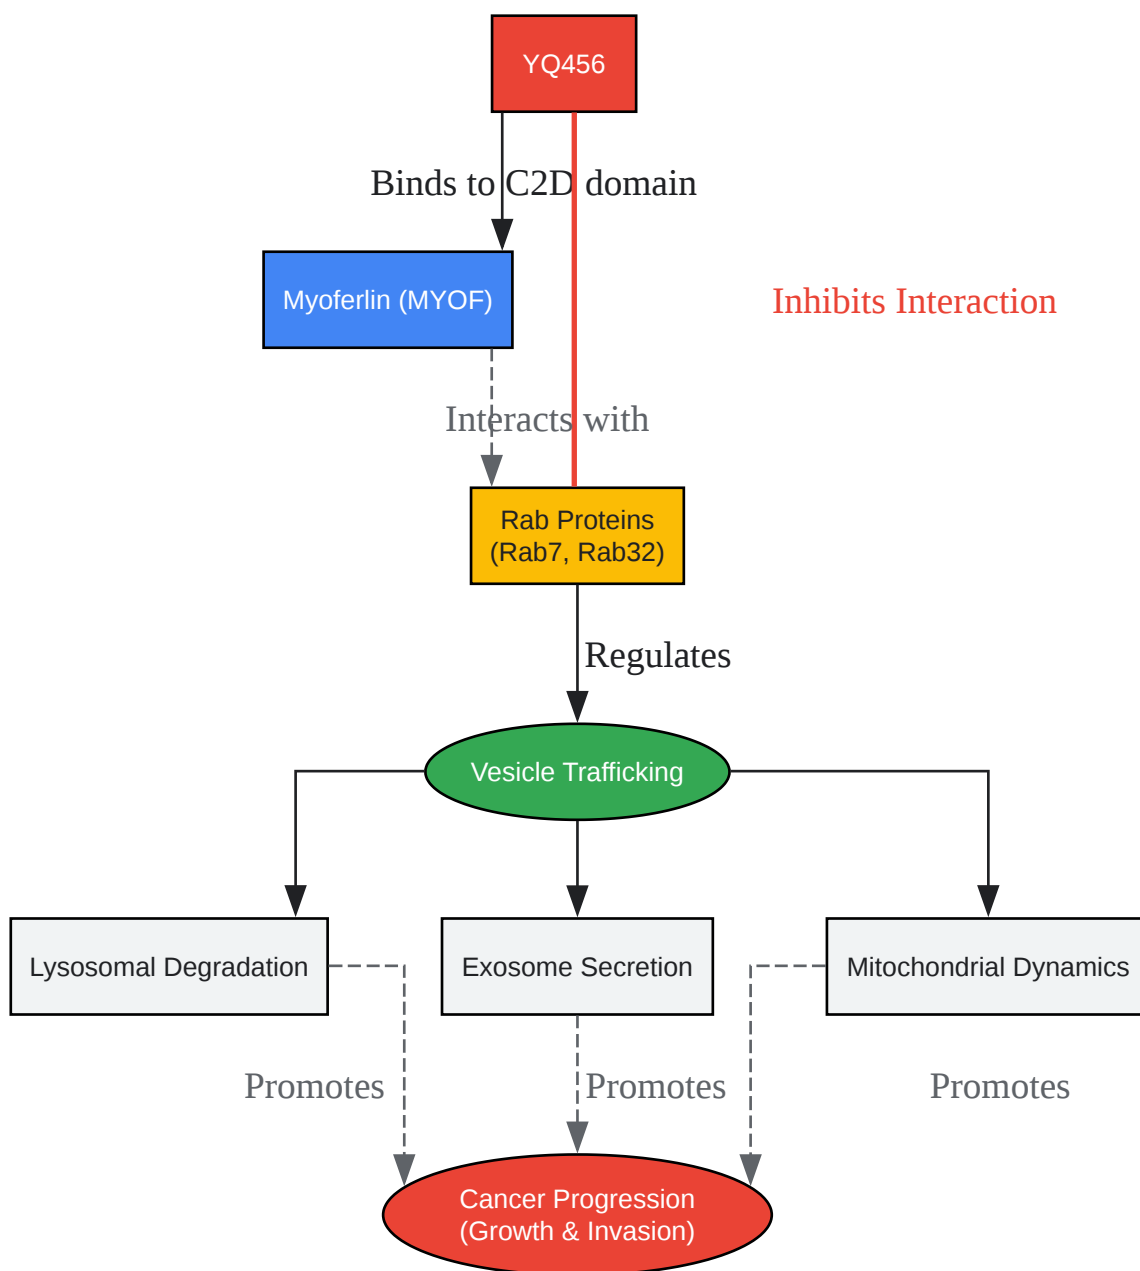 YQ456
Binds to C2D domain
Myoferlin (MYOF)
Inhibits Interaction
Interacts with
Rab Proteins
(Rab7, Rab32)
Regulates
Vesicle Trafficking
Lysosomal Degradation
Exosome Secretion
Mitochondrial Dynamics
Promotes
Promotes
Promotes
Cancer Progression
(Growth & Invasion)